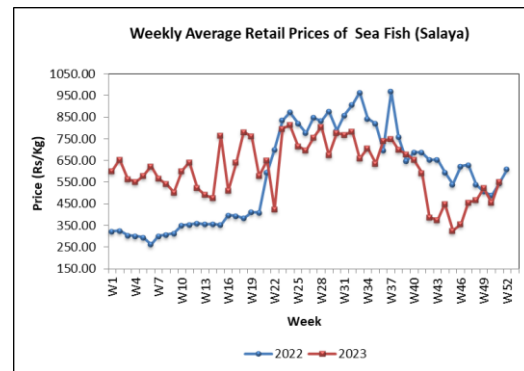 Weekly Average Retail Prices of Sea Fish (Salaya)
Price (Rs/Kg)
1050.00
950.00
850.00
750.00
650.00
550.00
450.00
350.00
250.00
150.00
W1 W4 W7 W10 W13 W16 W19 W22 W25 W28 W31 W34 W37 W40 W43 W46 W49 W52
Week
2022 2023